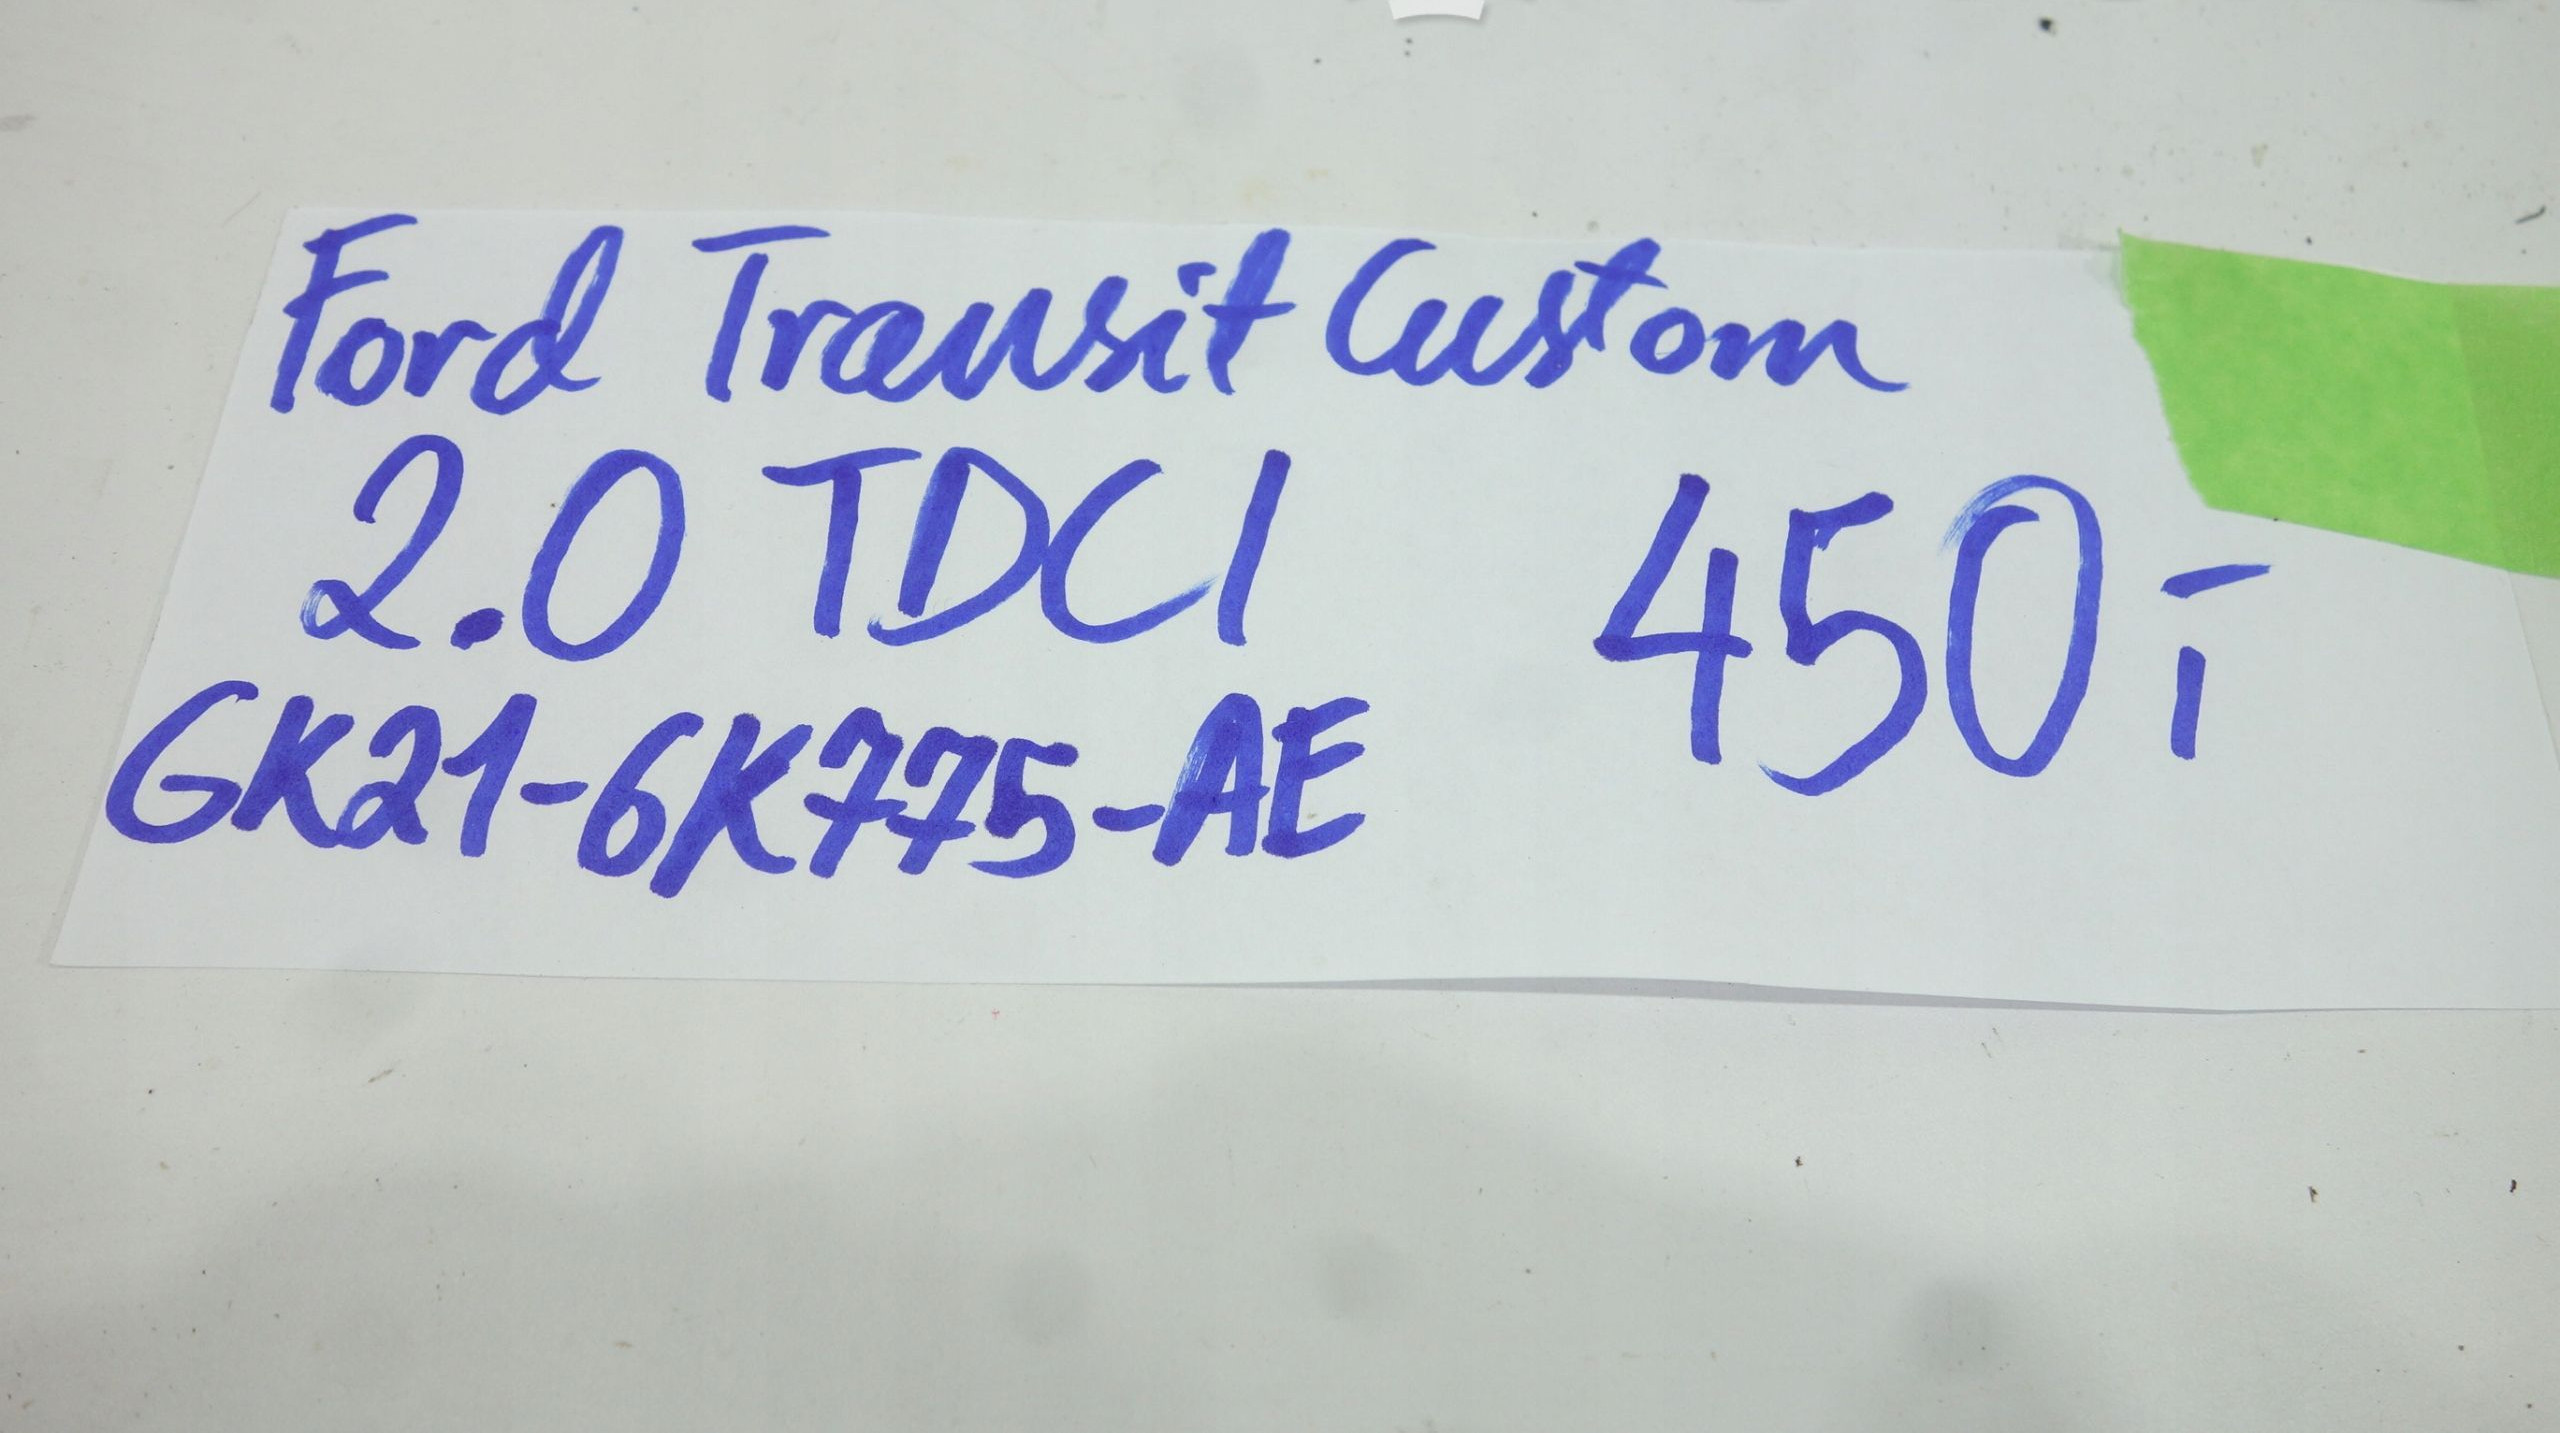 Ford Transit Custom
2.0 TDCI 450,-
GK21-6K775-AE